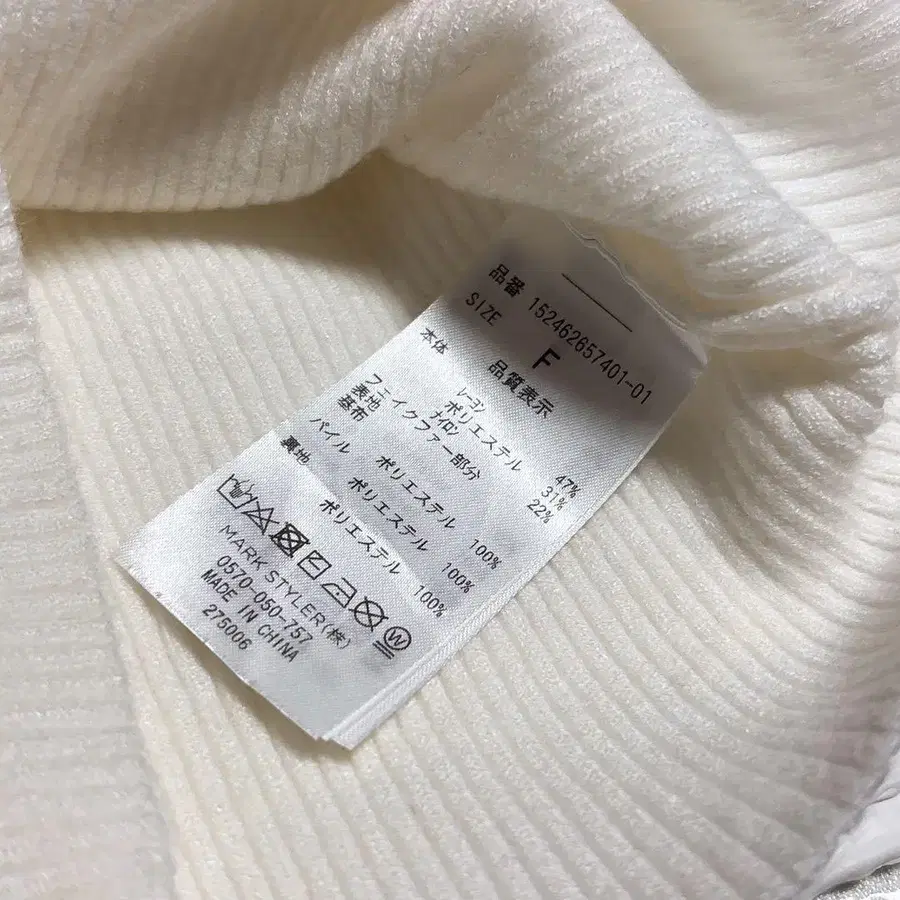 品番 152462657401-01
SIZE F
品質表示
本体 レーヨン 47%
ポリエステル 31%
ナイロン 22%
フェイクファー部分
表地
基布 ポリエステル 100%
パイル ポリエステル 100%
裏地 ポリエステル 100%
MARK STYLER(株)
0570-050-757
MADE IN CHINA
275006